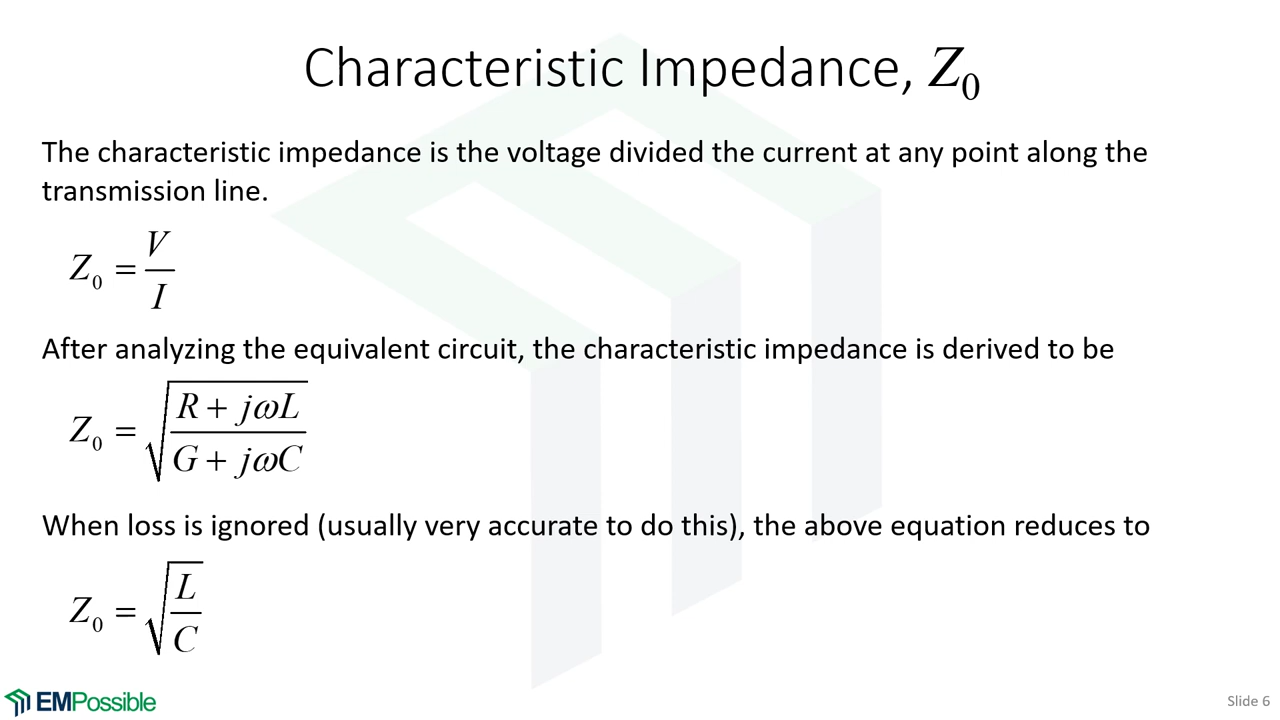 Characteristic Impedance, Z₀
The characteristic impedance is the voltage divided the current at any point along the
transmission line.
Z₀ = V/I
After analyzing the equivalent circuit, the characteristic impedance is derived to be
Z₀ = √((R + jωL)/(G + jωC))
When loss is ignored (usually very accurate to do this), the above equation reduces to
Z₀ = √(L/C)
EMPossible
Slide 6